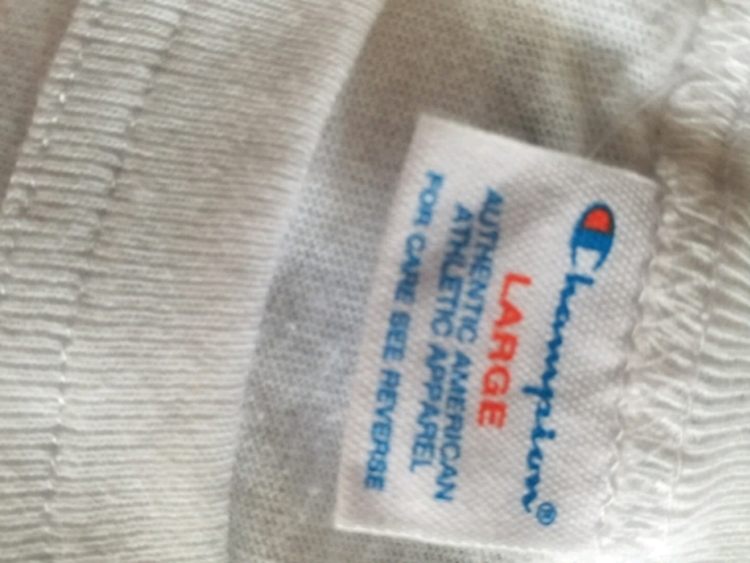 Champion®
LARGE
AUTHENTIC AMERICAN
ATHLETIC APPAREL
FOR CARE SEE REVERSE